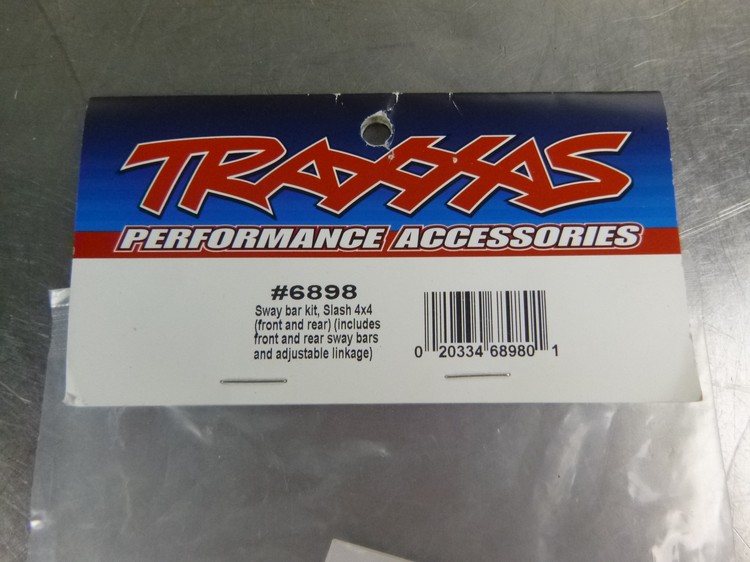 TRAXXAS
PERFORMANCE ACCESSORIES
#6898
Sway bar kit, Slash 4x4
(front and rear) (includes
front and rear sway bars
and adjustable linkage)
0 20334 68980 1